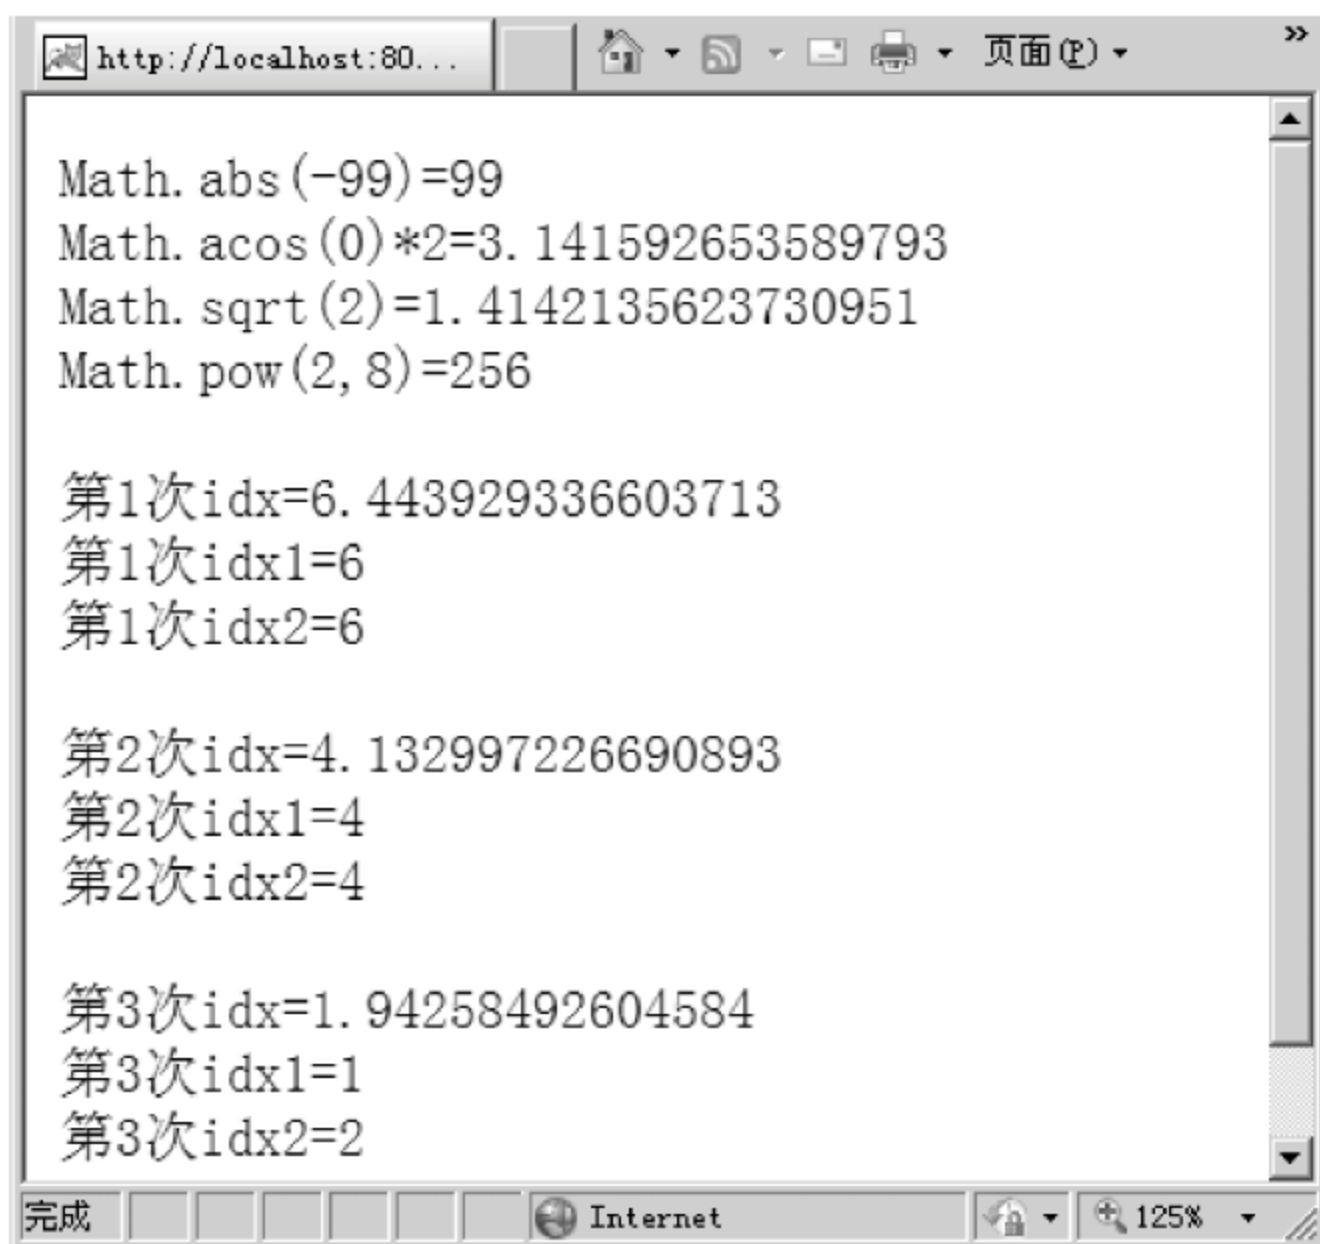 http://localhost:80... 页面(P) »
Math.abs(-99)=99
Math.acos(0)*2=3.141592653589793
Math.sqrt(2)=1.4142135623730951
Math.pow(2,8)=256
第1次idx=6.443929336603713
第1次idx1=6
第1次idx2=6
第2次idx=4.132997226690893
第2次idx1=4
第2次idx2=4
第3次idx=1.94258492604584
第3次idx1=1
第3次idx2=2
完成 Internet 125%